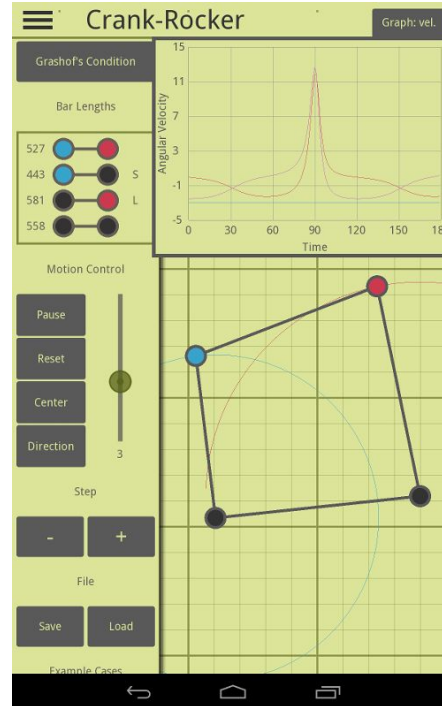 Crank-Rocker
Graph: vel.
Grashof's Condition
Bar Lengths
527
443 S
581 L
558
Motion Control
Pause
Reset
Center
Direction
3
Step
- +
File
Save Load
Example Cases
Angular Velocity
15
11
7
3
-1
-5
0 30 60 90 120 150 180
Time